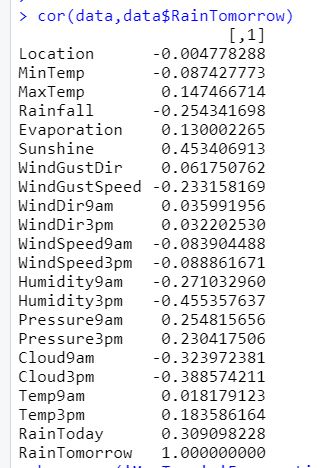 > cor(data,data$RainTomorrow)
[,1]
Location -0.004778288
MinTemp -0.087427773
MaxTemp 0.147466714
Rainfall -0.254341698
Evaporation 0.130002265
Sunshine 0.453406913
WindGustDir 0.061750762
WindGustSpeed -0.233158169
WindDir9am 0.035991956
WindDir3pm 0.032202530
WindSpeed9am -0.083904488
WindSpeed3pm -0.088861671
Humidity9am -0.271032960
Humidity3pm -0.455357637
Pressure9am 0.254815656
Pressure3pm 0.230417506
Cloud9am -0.323972381
Cloud3pm -0.388574211
Temp9am 0.018179123
Temp3pm 0.183586164
RainToday 0.309098228
RainTomorrow 1.000000000